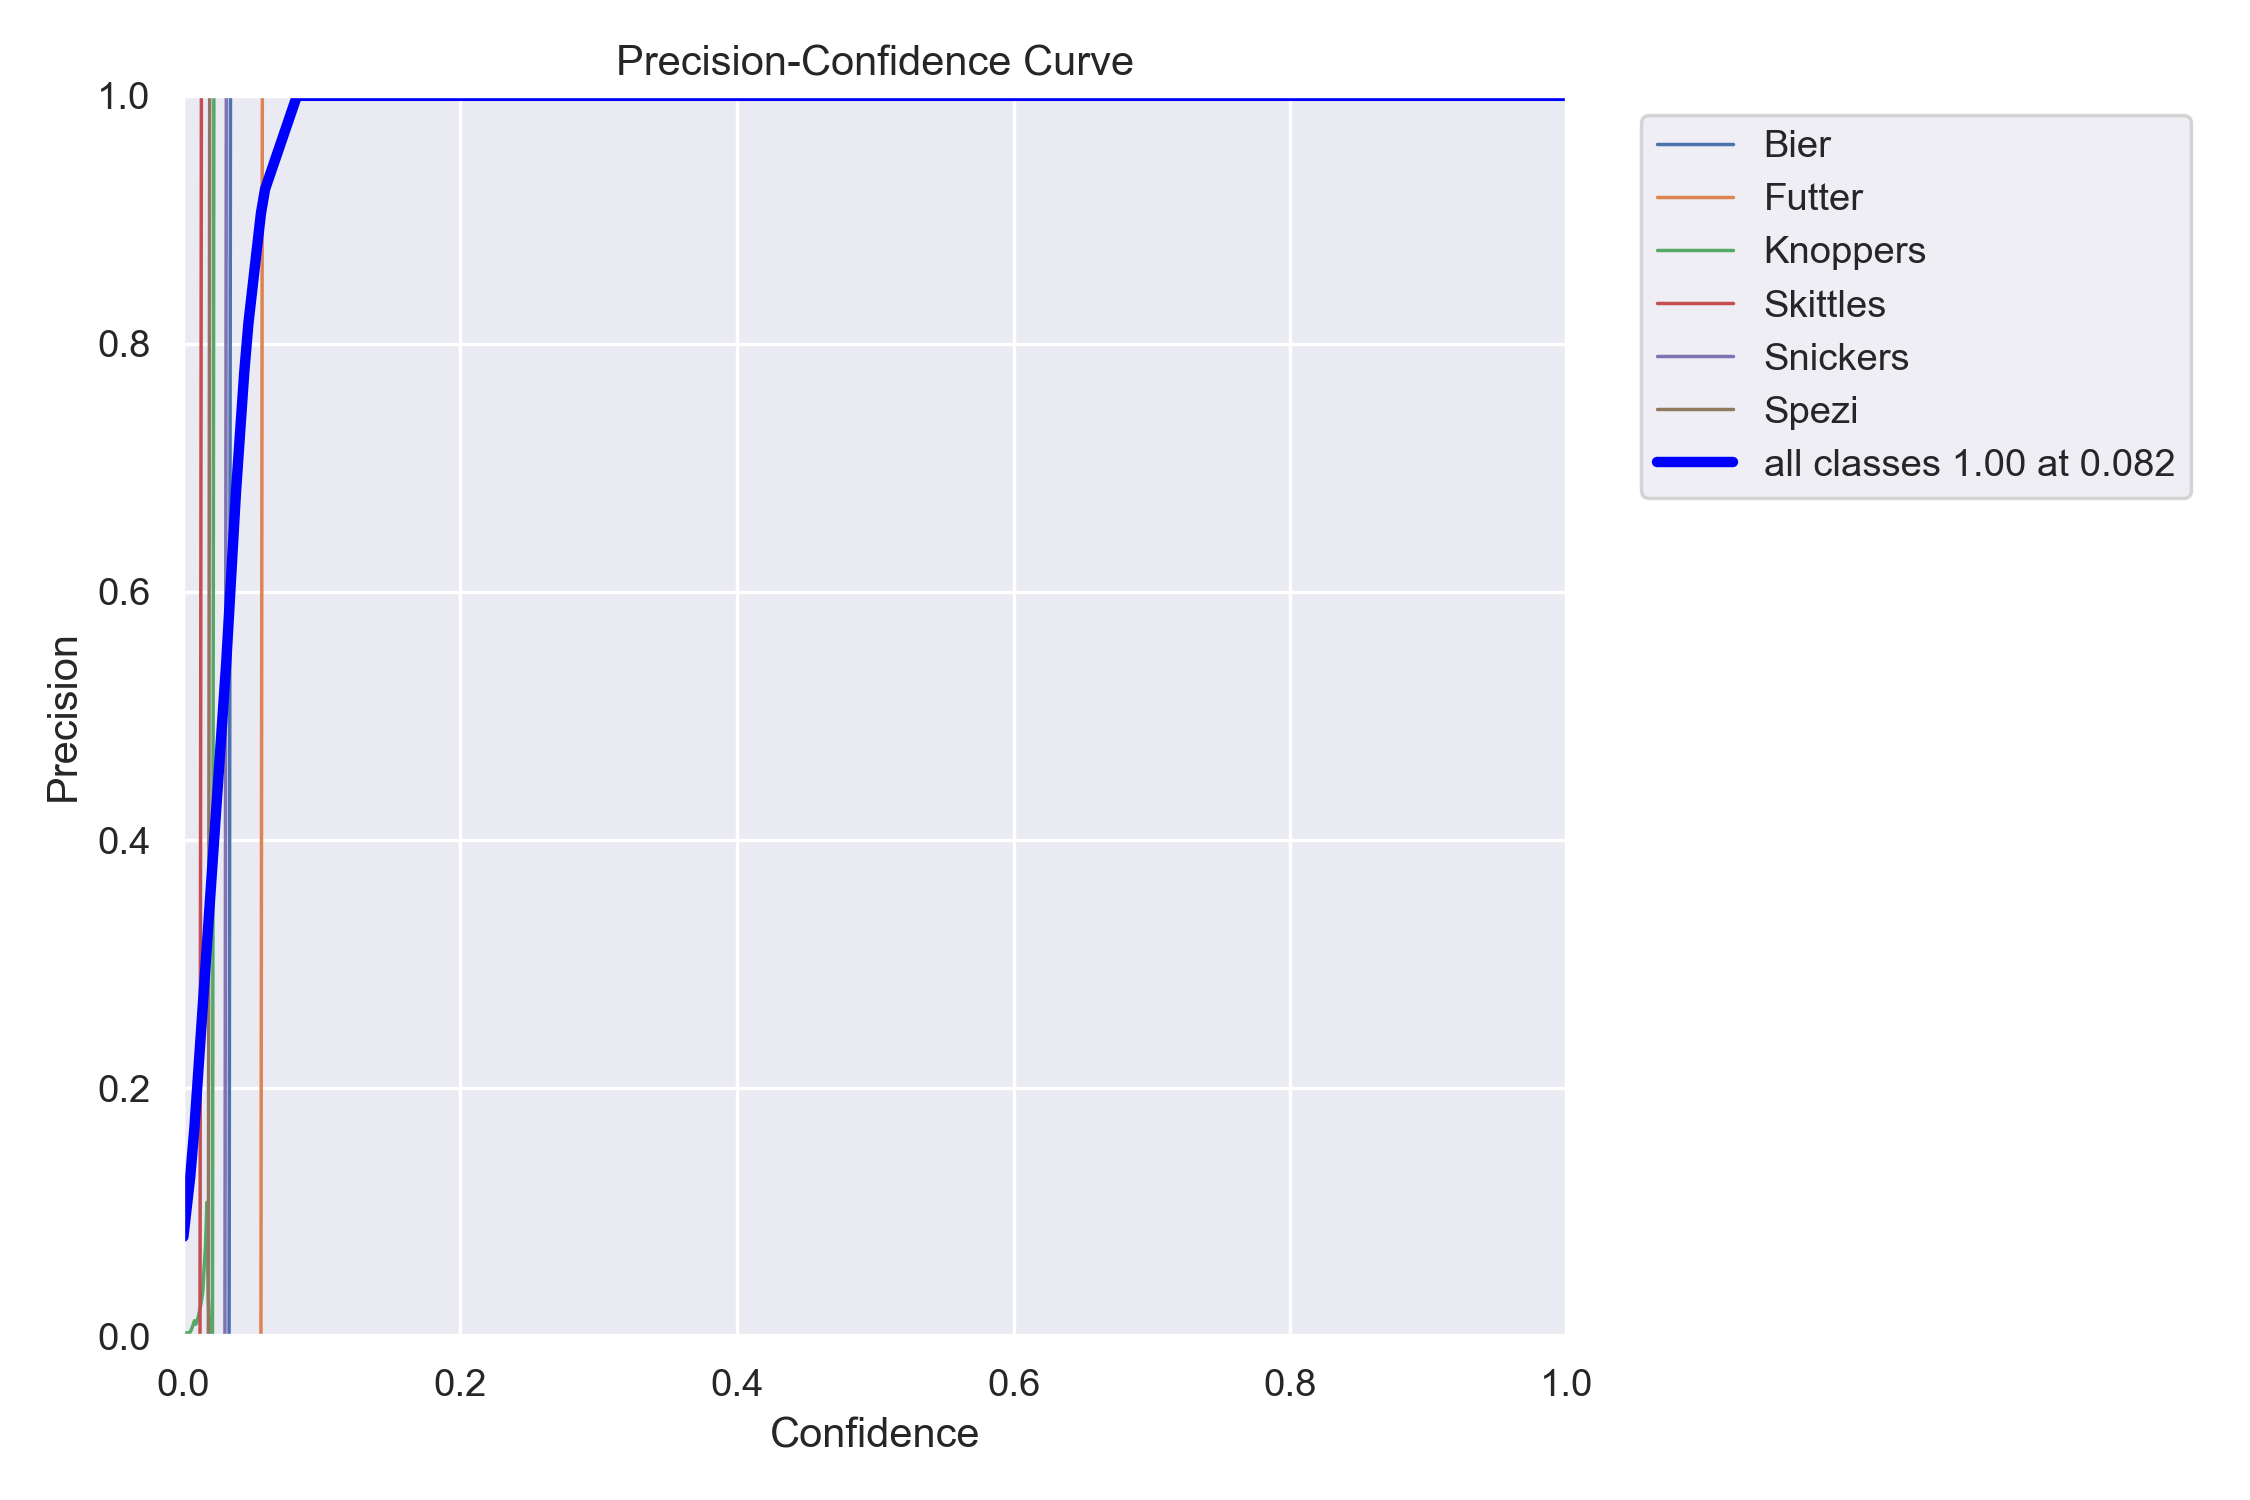 Precision-Confidence Curve
1.0
0.8
0.6
0.4
0.2
0.0
Precision
0.0 0.2 0.4 0.6 0.8 1.0
Confidence
Bier
Futter
Knoppers
Skittles
Snickers
Spezi
all classes 1.00 at 0.082